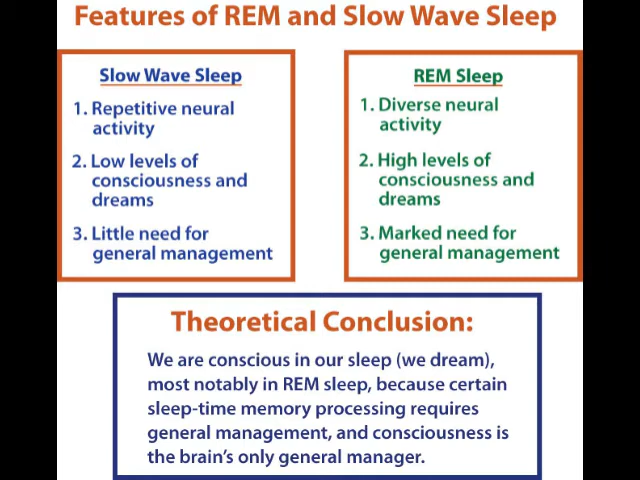 Features of REM and Slow Wave Sleep
Slow Wave Sleep
1. Repetitive neural
activity
2. Low levels of
consciousness and
dreams
3. Little need for
general management
REM Sleep
1. Diverse neural
activity
2. High levels of
consciousness and
dreams
3. Marked need for
general management
Theoretical Conclusion:
We are conscious in our sleep (we dream),
most notably in REM sleep, because certain
sleep-time memory processing requires
general management, and consciousness is
the brain's only general manager.